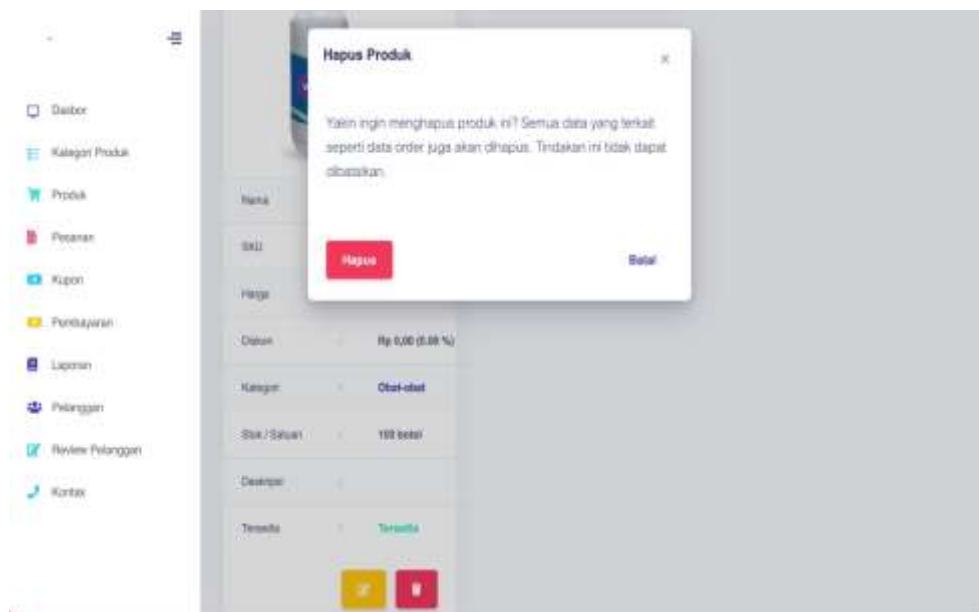 Hapus Produk
×
Yakin ingin menghapus produk ini? Semua data yang terkait
seperti data order juga akan dihapus. Tindakan ini tidak dapat
dibatalkan.
Hapus
Batal
Dasbor
Kategori Produk
Produk
Pesanan
Kupon
Pembayaran
Laporan
Pelanggan
Review Pelanggan
Kontak
Nama
SKU
Harga
Diskon : Rp 0,00 (0.00 %)
Kategori : Obat-obat
Stok / Satuan : 100 botol
Deskripsi :
Tersedia : Tersedia